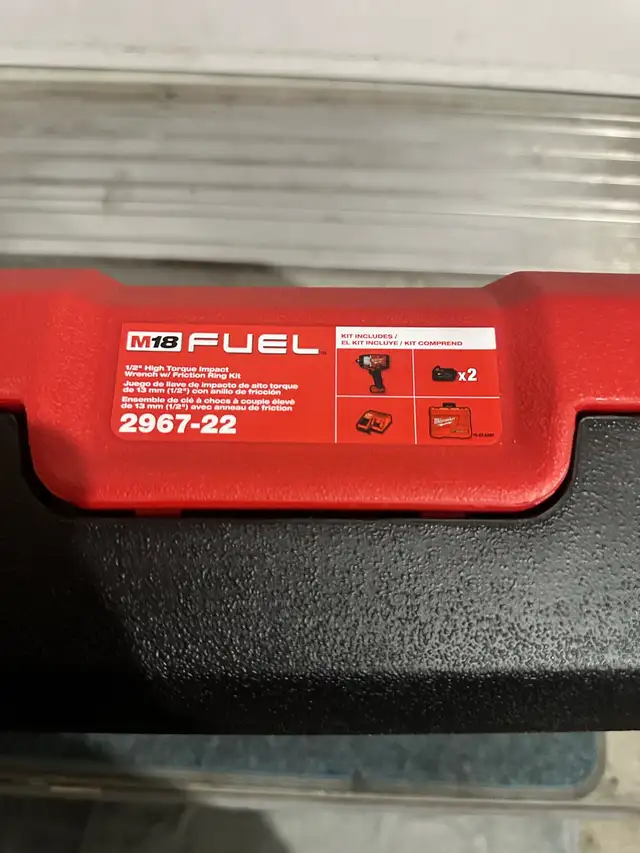 M18 FUEL™
1/2" High Torque Impact
Wrench w/ Friction Ring Kit
Juego de llave de impacto de alto torque
de 13 mm (1/2") con anillo de fricción
Ensemble de clé à chocs à couple élevé
de 13 mm (1/2") avec anneau de friction
2967-22
KIT INCLUDES /
EL KIT INCLUYE / KIT COMPREND
x2
Milwaukee